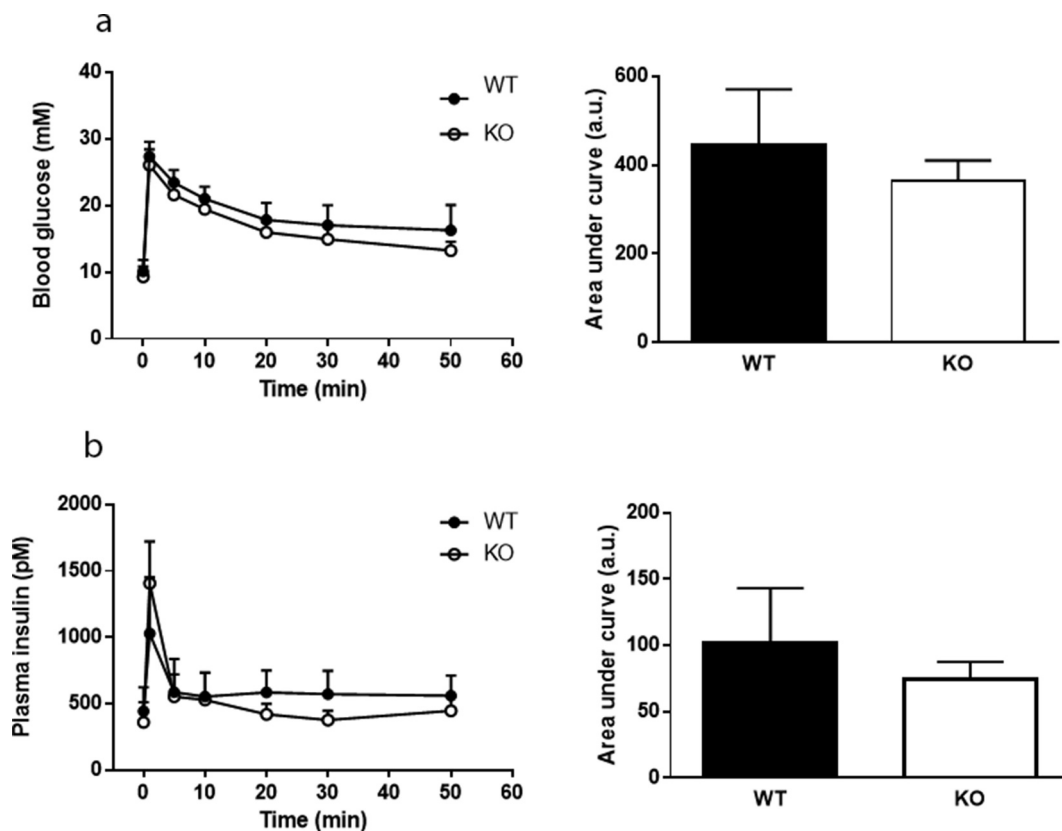 a
Blood glucose (mM)
40
30
20
10
0
WT
KO
0 10 20 30 40 50 60
Time (min)
Area under curve (a.u.)
600
400
200
0
WT KO
b
Plasma insulin (pM)
2000
1500
1000
500
0
WT
KO
0 10 20 30 40 50 60
Time (min)
Area under curve (a.u.)
200
150
100
50
0
WT KO